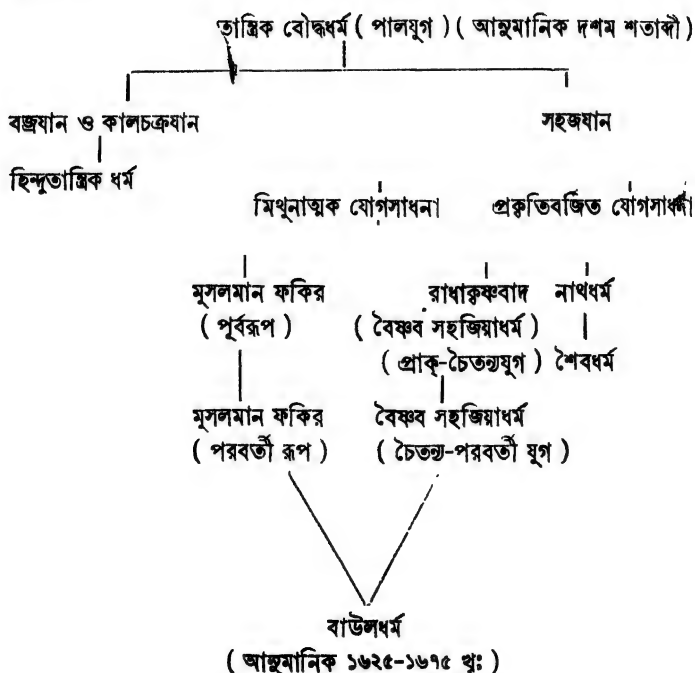 তান্ত্রিক বৌদ্ধধর্ম ( পালযুগ ) ( আনুমানিক দশম শতাব্দী )
বজ্রযান ও কালচক্রযান সহজযান
হিন্দুতান্ত্রিক ধর্ম
মিথুনাত্মক যোগসাধনা প্রকৃতিবর্জিত যোগসাধনা
মুসলমান ফকির রাধাকৃষ্ণবাদ নাথধর্ম
( পূর্বরূপ ) ( বৈষ্ণব সহজিয়াধর্ম )
( প্রাক্-চৈতন্যযুগ ) শৈবধর্ম
মুসলমান ফকির বৈষ্ণব সহজিয়াধর্ম
( পরবর্তী রূপ ) ( চৈতন্য-পরবর্তী যুগ )
বাউলধর্ম
( আনুমানিক ১৬২৫-১৬৭৫ খৃঃ )